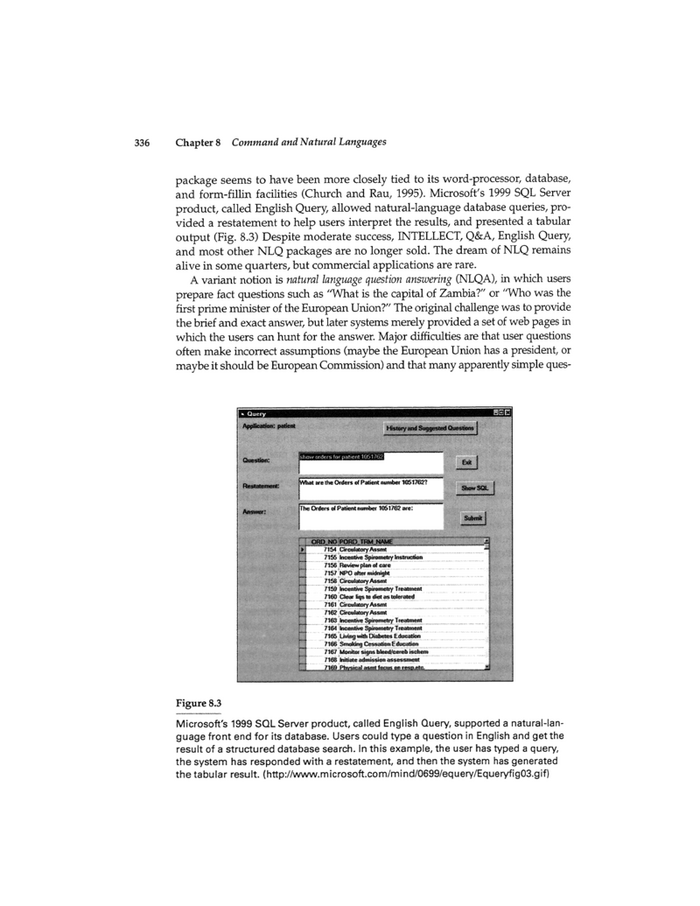 336 Chapter 8 Command and Natural Languages
package seems to have been more closely tied to its word-processor, database,
and form-fillin facilities (Church and Rau, 1995). Microsoft's 1999 SQL Server
product, called English Query, allowed natural-language database queries, pro-
vided a restatement to help users interpret the results, and presented a tabular
output (Fig. 8.3) Despite moderate success, INTELLECT, Q&A, English Query,
and most other NLQ packages are no longer sold. The dream of NLQ remains
alive in some quarters, but commercial applications are rare.
A variant notion is natural language question answering (NLQA), in which users
prepare fact questions such as "What is the capital of Zambia?" or "Who was the
first prime minister of the European Union?" The original challenge was to provide
the brief and exact answer, but later systems merely provided a set of web pages in
which the users can hunt for the answer. Major difficulties are that user questions
often make incorrect assumptions (maybe the European Union has a president, or
maybe it should be European Commission) and that many apparently simple ques-
Query
Application: patient
History and Suggested Questions
Question:
show orders for patient 1051762
Exit
Restatement:
What are the Orders of Patient number 1051762?
Show SQL
Answer:
The Orders of Patient number 1051762 are:
Submit
ORD_NO FORD_TRM_NAME
7154 Circulatory Assmt
7155 Incentive Spirometry Instruction
7156 Review plan of care
7157 NPO after midnight
7158 Circulatory Assmt
7159 Incentive Spirometry Treatment
7160 Clear liqs to diet as tolerated
7161 Circulatory Assmt
7162 Circulatory Assmt
7163 Incentive Spirometry Treatment
7164 Incentive Spirometry Treatment
7165 Living with Diabetes Education
7166 Smoking Cessation Education
7167 Monitor signs bleed/cereb ischem
7168 Initiate admission assessment
7169 Physical asmt focus on resp,etc.
Figure 8.3
Microsoft's 1999 SQL Server product, called English Query, supported a natural-lan-
guage front end for its database. Users could type a question in English and get the
result of a structured database search. In this example, the user has typed a query,
the system has responded with a restatement, and then the system has generated
the tabular result. (http://www.microsoft.com/mind/0699/equery/Equeryfig03.gif)